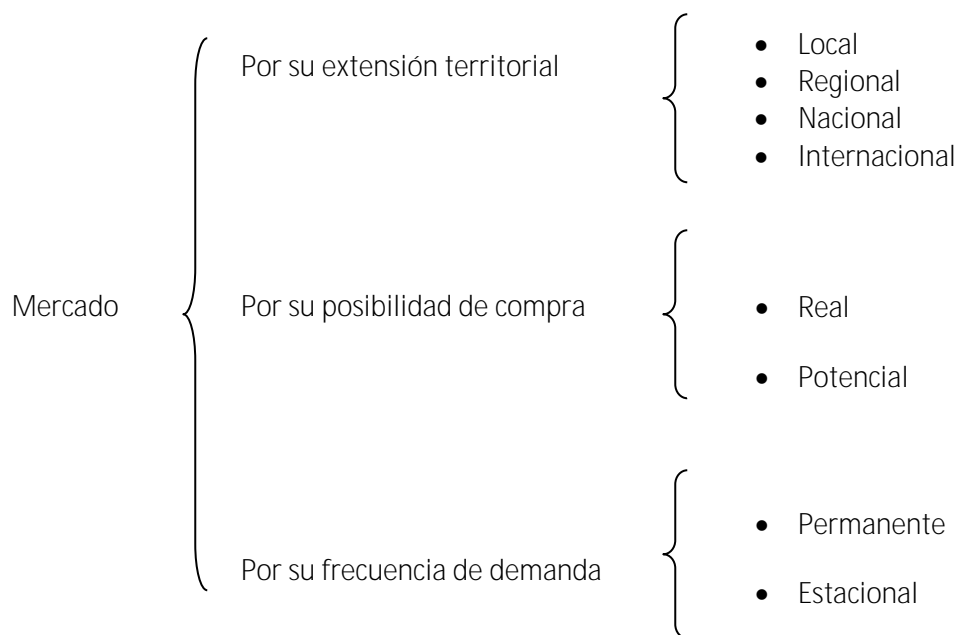 Mercado
Por su extensión territorial
• Local
• Regional
• Nacional
• Internacional
Por su posibilidad de compra
• Real
• Potencial
Por su frecuencia de demanda
• Permanente
• Estacional